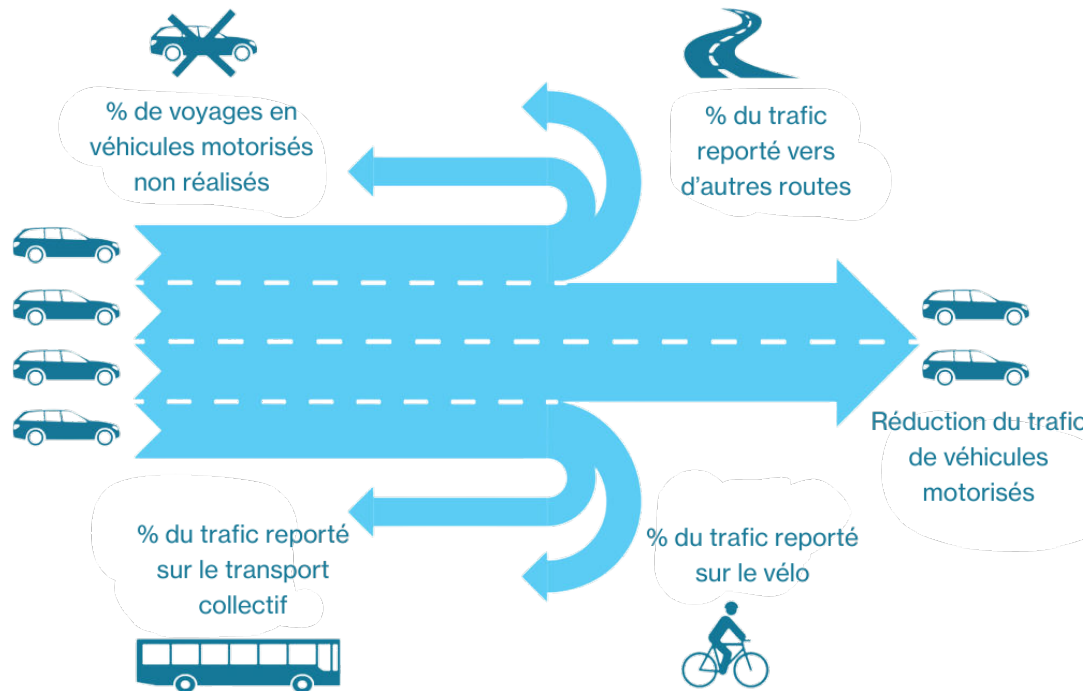 % de voyages en
véhicules motorisés
non réalisés
% du trafic
reporté vers
d'autres routes
Réduction du trafic
de véhicules
motorisés
% du trafic reporté
sur le transport
collectif
% du trafic reporté
sur le vélo